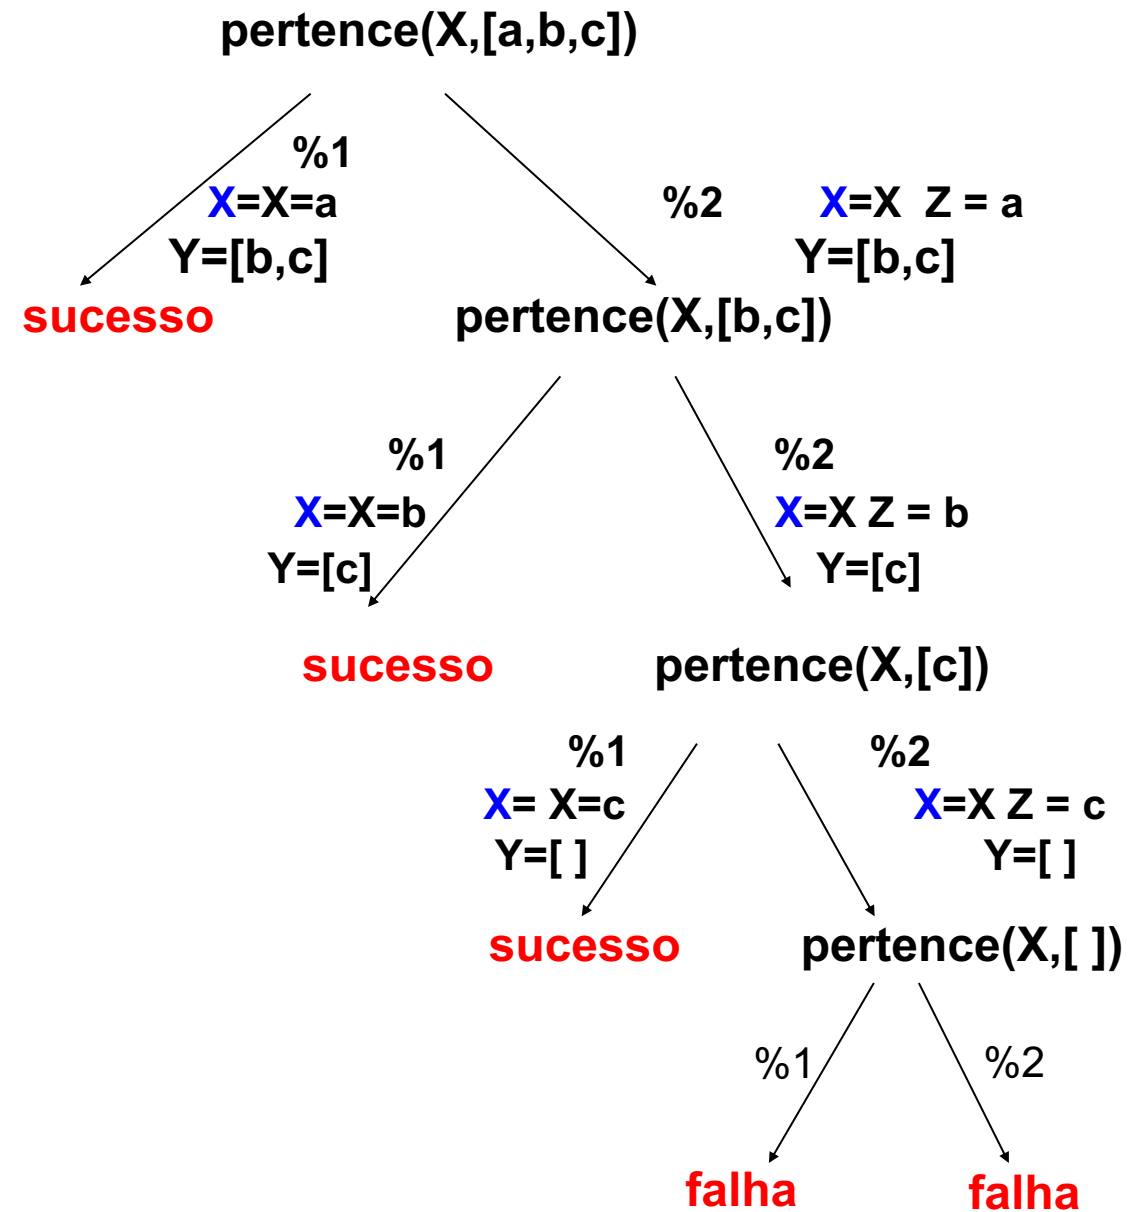 pertence(X,[a,b,c])
%1
X=X=a
Y=[b,c]
%2 X=X Z = a
Y=[b,c]
sucesso
pertence(X,[b,c])
%1
X=X=b
Y=[c]
%2
X=X Z = b
Y=[c]
sucesso
pertence(X,[c])
%1
X= X=c
Y=[ ]
%2
X=X Z = c
Y=[ ]
sucesso
pertence(X,[ ])
%1
%2
falha
falha